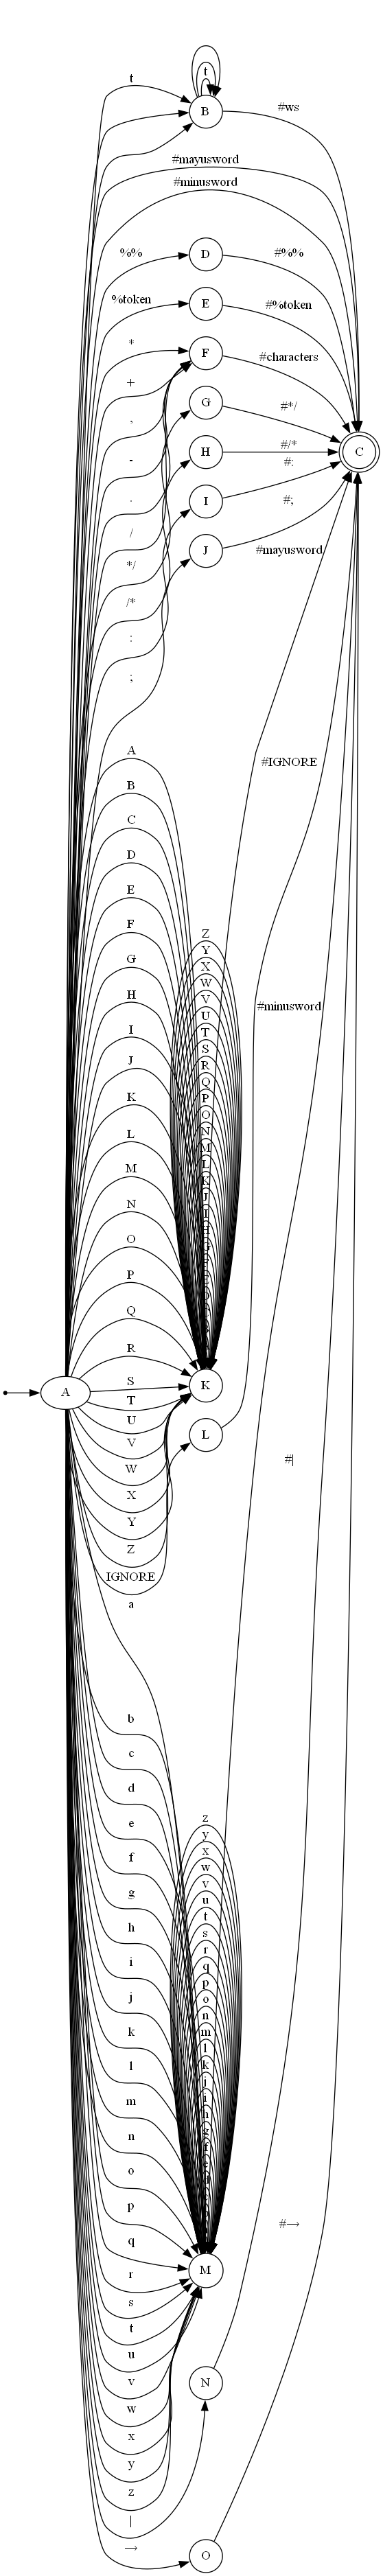 t
t
B
#ws
#mayusword
#minusword
%%
D
#%%
%token
E
#%token
*
F
#characters
+
,
G
#*/
-
H
#/*
.
#:
/
I
#;
*/
J
#mayusword
/*
:
;
C
A
B
C
D
E
F
G
H
I
J
K
L
M
N
O
P
Q
R
S
T
U
V
W
X
Y
Z
IGNORE
a
#IGNORE
Z
Y
X
W
V
U
T
S
R
Q
P
O
N
M
L
K
J
I
H
A
K
L
#minusword
#|
b
c
d
e
f
g
h
i
j
k
l
m
n
o
p
q
r
s
t
u
v
w
x
y
z
|
→
z
y
x
w
v
u
t
s
r
q
p
o
n
m
l
k
j
i
h
g
M
#→
N
O